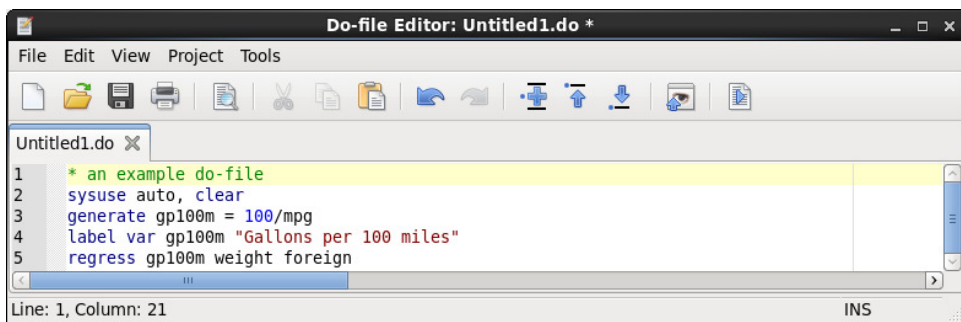 Do-file Editor: Untitled1.do *
File Edit View Project Tools
Untitled1.do
1 * an example do-file
2 sysuse auto, clear
3 generate gp100m = 100/mpg
4 label var gp100m "Gallons per 100 miles"
5 regress gp100m weight foreign
Line: 1, Column: 21 INS